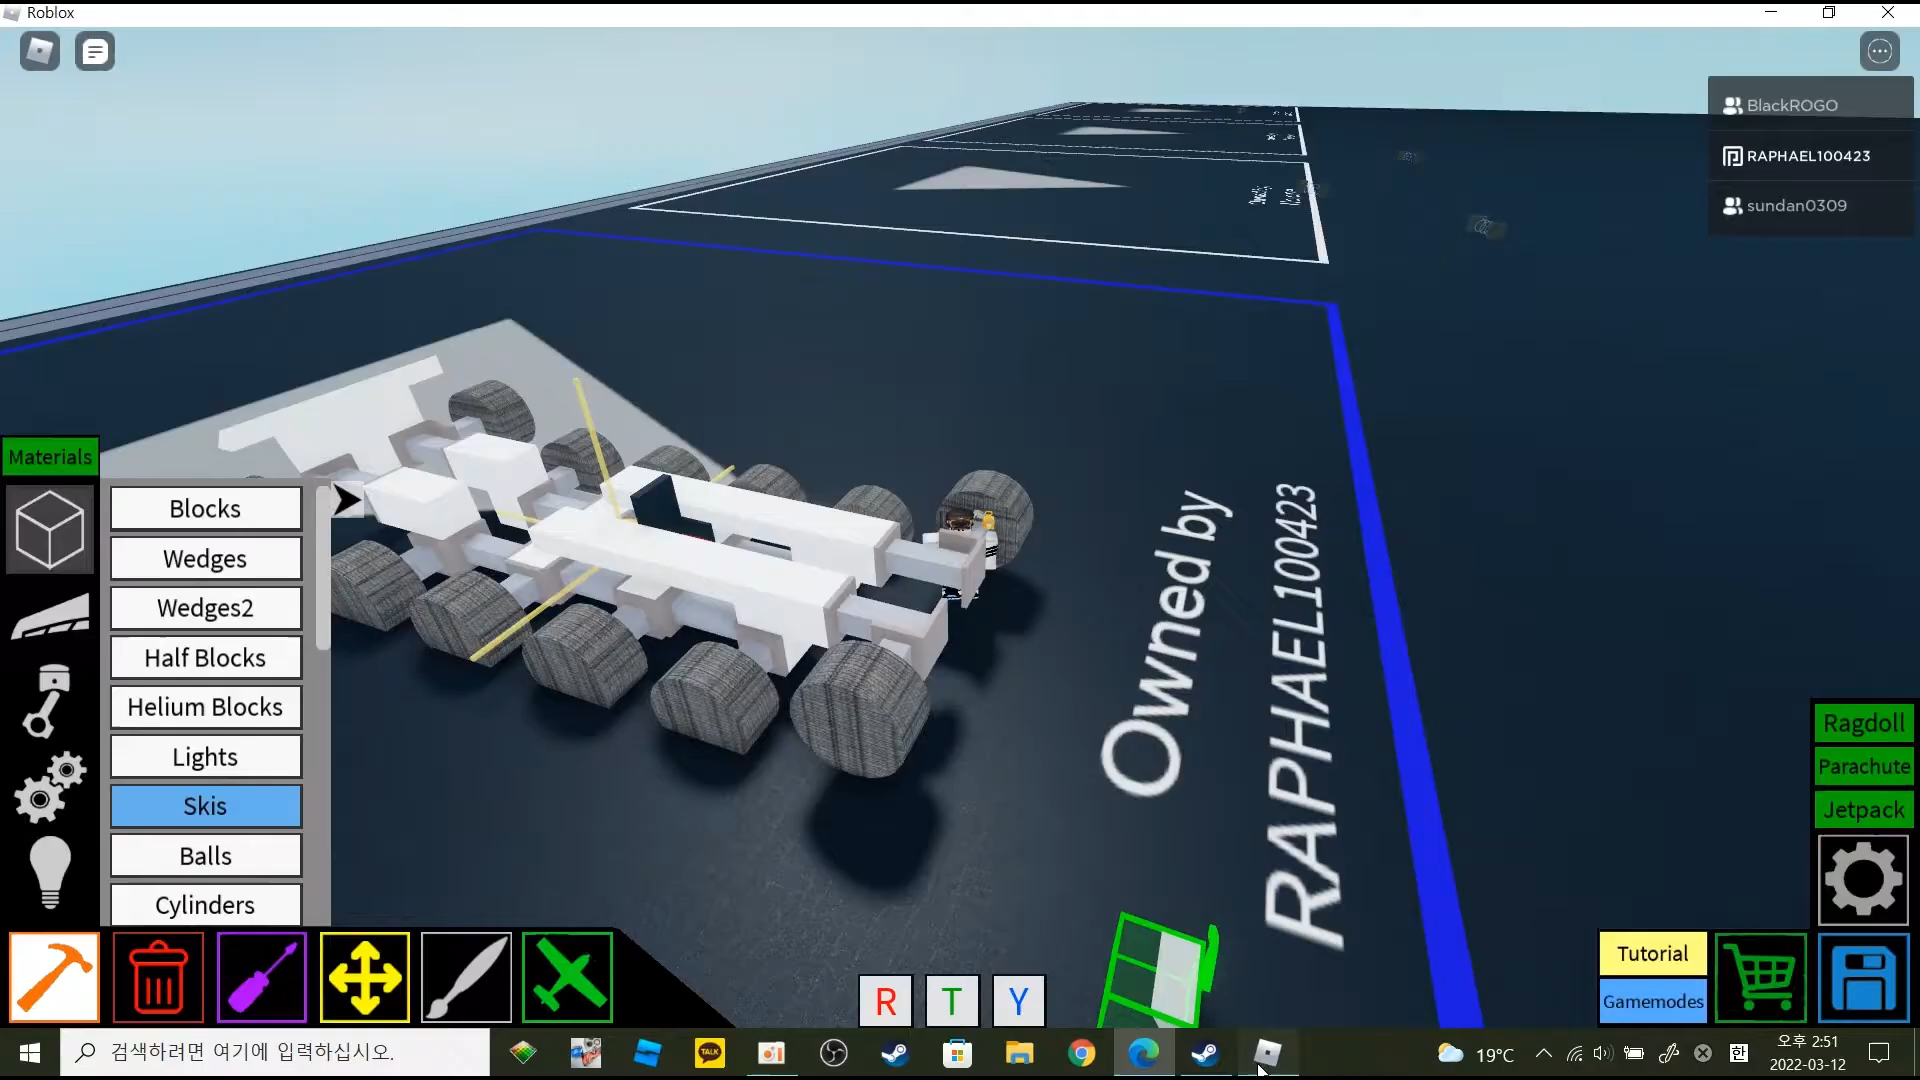 Roblox
BlackROGO
RAPHAEL100423
sundan0309
Materials
Blocks
Wedges
Wedges2
Half Blocks
Helium Blocks
Lights
Skis
Balls
Cylinders
Owned by
RAPHAEL100423
Ragdoll
Parachute
Jetpack
Tutorial
Gamemodes
R T Y
검색하려면 여기에 입력하십시오.
TALK
19°C
한
오후 2:51
2022-03-12